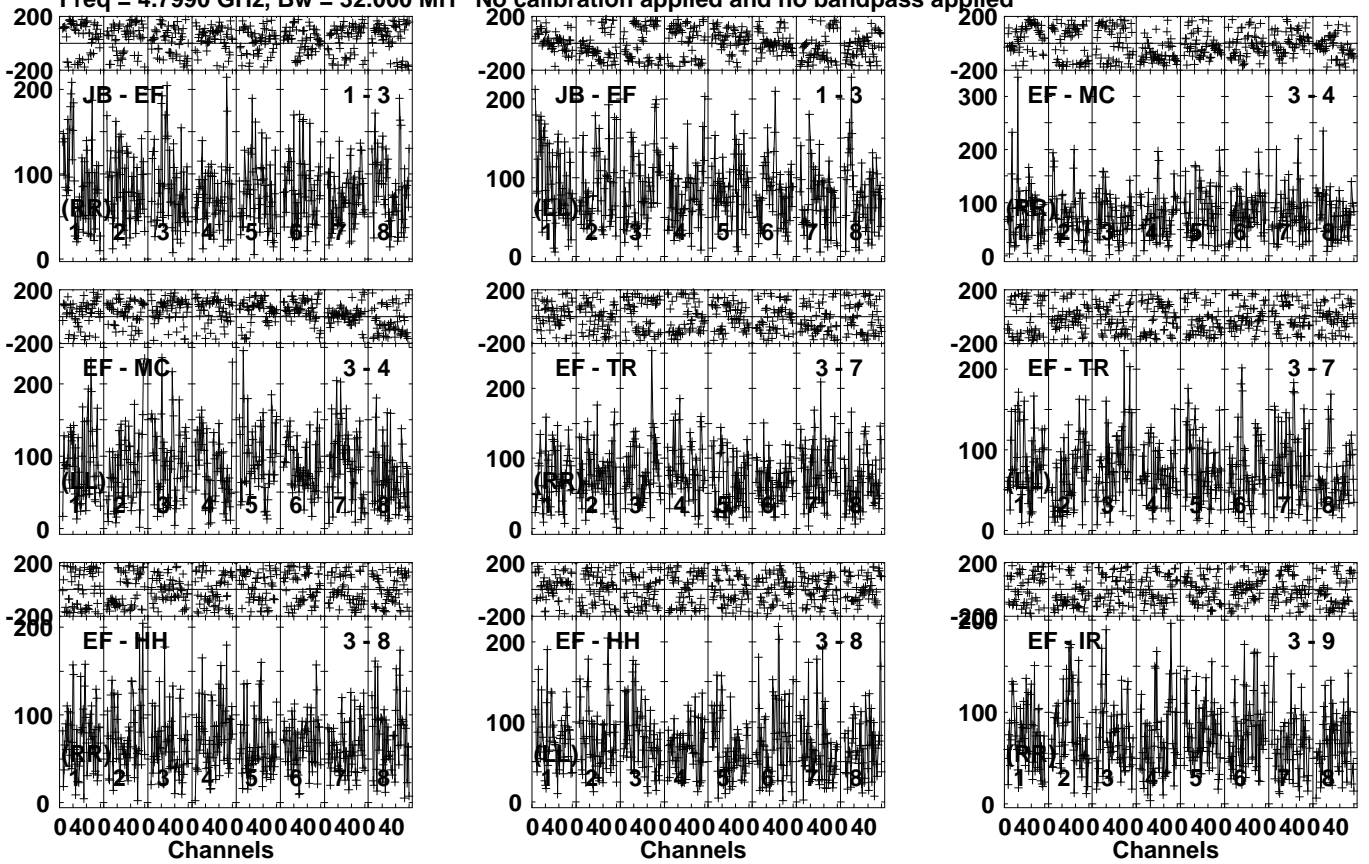 Freq = 4.7990 GHz, Bw = 32.000 MH No calibration applied and no bandpass applied
200 200 200
-200 -200 -200
JB - EF 1 - 3 JB - EF 1 - 3 EF - MC 3 - 4
200 200 300
100 100 200
100
(RR) (LL) (RR)
1 2 3 4 5 6 7 8 1 2 3 4 5 6 7 8 1 2 3 4 5 6 7 8
0 0 0
200 200 200
-200 -200 -200
EF - MC 3 - 4 EF - TR 3 - 7 EF - TR 3 - 7
200 200 200
100 100 100
(LL) (RR) (LL)
1 2 3 4 5 6 7 8 1 2 3 4 5 6 7 8 1 2 3 4 5 6 7 8
0 0 0
200 200 200
-200 -200 -200
200 200 200
EF - HH 3 - 8 EF - HH 3 - 8 EF - IR 3 - 9
100 100 100
(RR) (LL) (RR)
1 2 3 4 5 6 7 8 1 2 3 4 5 6 7 8 1 2 3 4 5 6 7 8
0 0 0
0 40 0 40 0 40 0 40 0 40 0 40 0 40 0 40 0 40 0 40 0 40 0 40 0 40 0 40 0 40 0 40 0 40 0 40 0 40 0 40 0 40 0 40 0 40 0 40
Channels Channels Channels